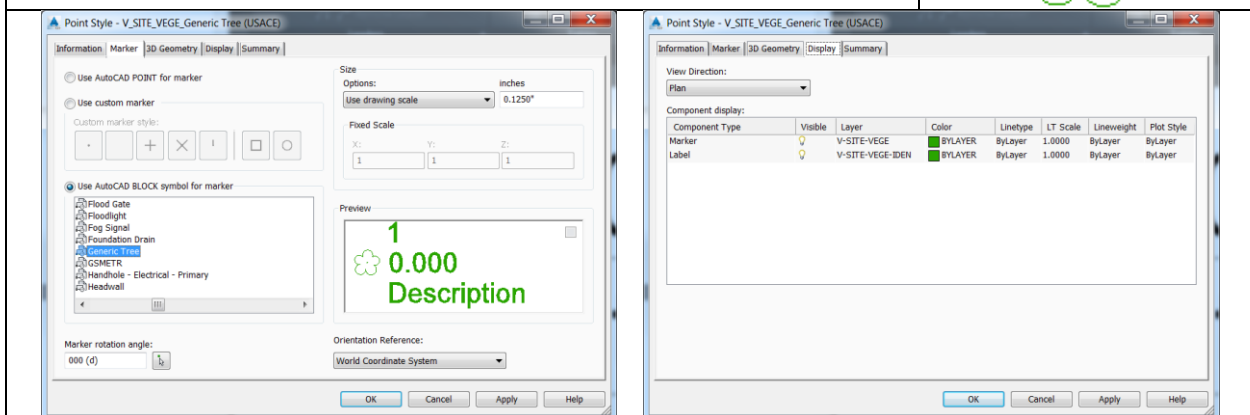 Point Style - V_SITE_VEGE_Generic Tree (USACE)
Information Marker 3D Geometry Display Summary
Use AutoCAD POINT for marker
Use custom marker
Custom marker style:
Use AutoCAD BLOCK symbol for marker
Flood Gate
Floodlight
Fog Signal
Foundation Drain
Generic Tree
GSMETR
Handhole - Electrical - Primary
Headwall
Marker rotation angle:
000 (d)
Size
Options: inches
Use drawing scale 0.1250"
Fixed Scale
X: Y: Z:
1 1 1
Preview
1
0.000
Description
Orientation Reference:
World Coordinate System
OK Cancel Apply Help
Point Style - V_SITE_VEGE_Generic Tree (USACE)
Information Marker 3D Geometry Display Summary
View Direction:
Plan
Component display:
Component Type Visible Layer Color Linetype LT Scale Lineweight Plot Style
Marker V-SITE-VEGE BYLAYER ByLayer 1.0000 ByLayer ByLayer
Label V-SITE-VEGE-IDEN BYLAYER ByLayer 1.0000 ByLayer ByLayer
OK Cancel Apply Help